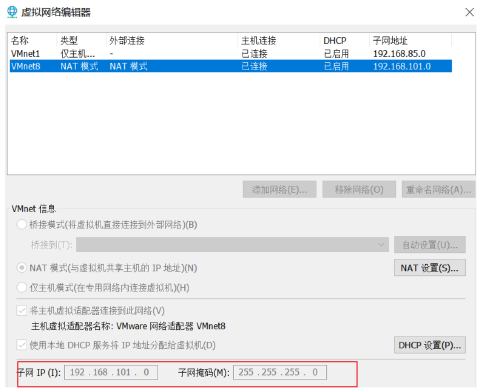 虚拟网络编辑器
名称 类型 外部连接 主机连接 DHCP 子网地址
VMnet1 仅主机... - 已连接 已启用 192.168.85.0
VMnet8 NAT 模式 NAT 模式 已连接 已启用 192.168.101.0
添加网络(E)... 移除网络(O) 重命名网络(A)...
VMnet 信息
桥接模式(将虚拟机直接连接到外部网络)(B)
桥接到(T): 自动设置(U)...
NAT 模式(与虚拟机共享主机的 IP 地址)(N) NAT 设置(S)...
仅主机模式(在专用网络内连接虚拟机)(H)
将主机虚拟适配器连接到此网络(V)
主机虚拟适配器名称: VMware 网络适配器 VMnet8
使用本地 DHCP 服务将 IP 地址分配给虚拟机(D) DHCP 设置(P)...
子网 IP (I): 192 . 168 . 101 . 0 子网掩码(M): 255 . 255 . 255 . 0